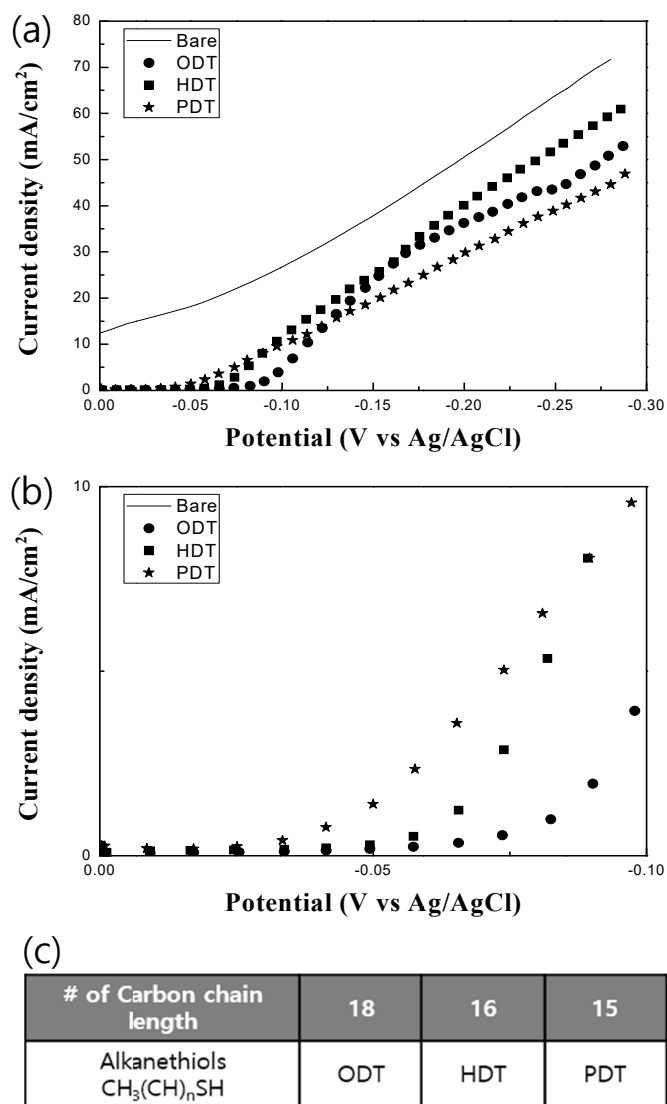 (a)
80
70
60
50
40
30
20
10
0
Current density (mA/cm²)
Bare
ODT
HDT
PDT
0.00 -0.05 -0.10 -0.15 -0.20 -0.25 -0.30
Potential (V vs Ag/AgCl)
(b)
10
0
Current density (mA/cm²)
Bare
ODT
HDT
PDT
0.00 -0.05 -0.10
Potential (V vs Ag/AgCl)
(c)
# of Carbon chain
length
18 16 15
Alkanethiols
CH₃(CH)ₙSH
ODT HDT PDT